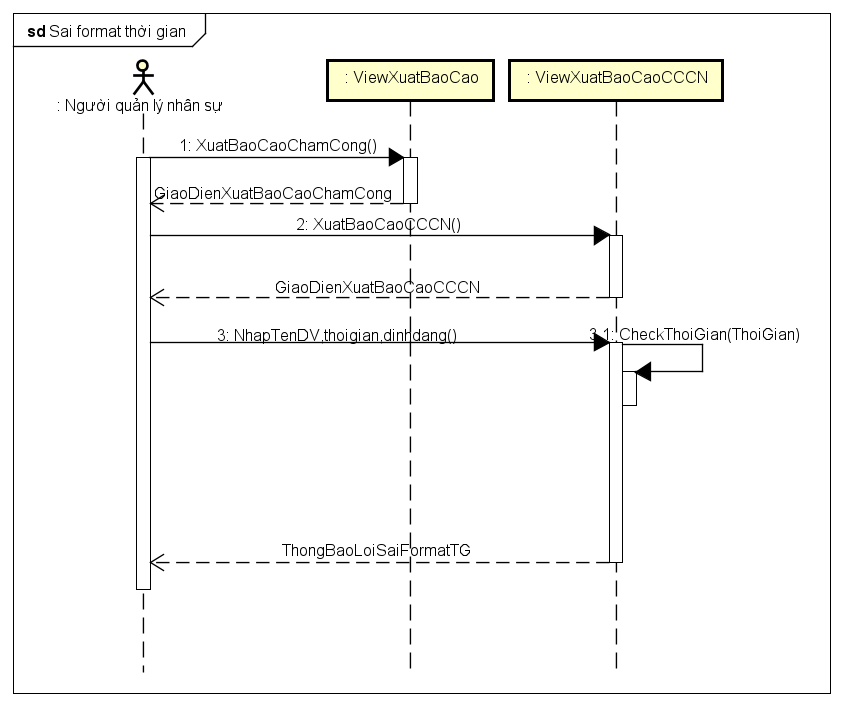 sd Sai format thời gian
: Người quản lý nhân sự
: ViewXuatBaoCao
: ViewXuatBaoCaoCCCN
1: XuatBaoCaoChamCong()
GiaoDienXuatBaoCaoChamCong
2: XuatBaoCaoCCCN()
GiaoDienXuatBaoCaoCCCN
3: NhapTenDV,thoigian,dinhdang()
3.1: CheckThoiGian(ThoiGian)
ThongBaoLoiSaiFormatTG